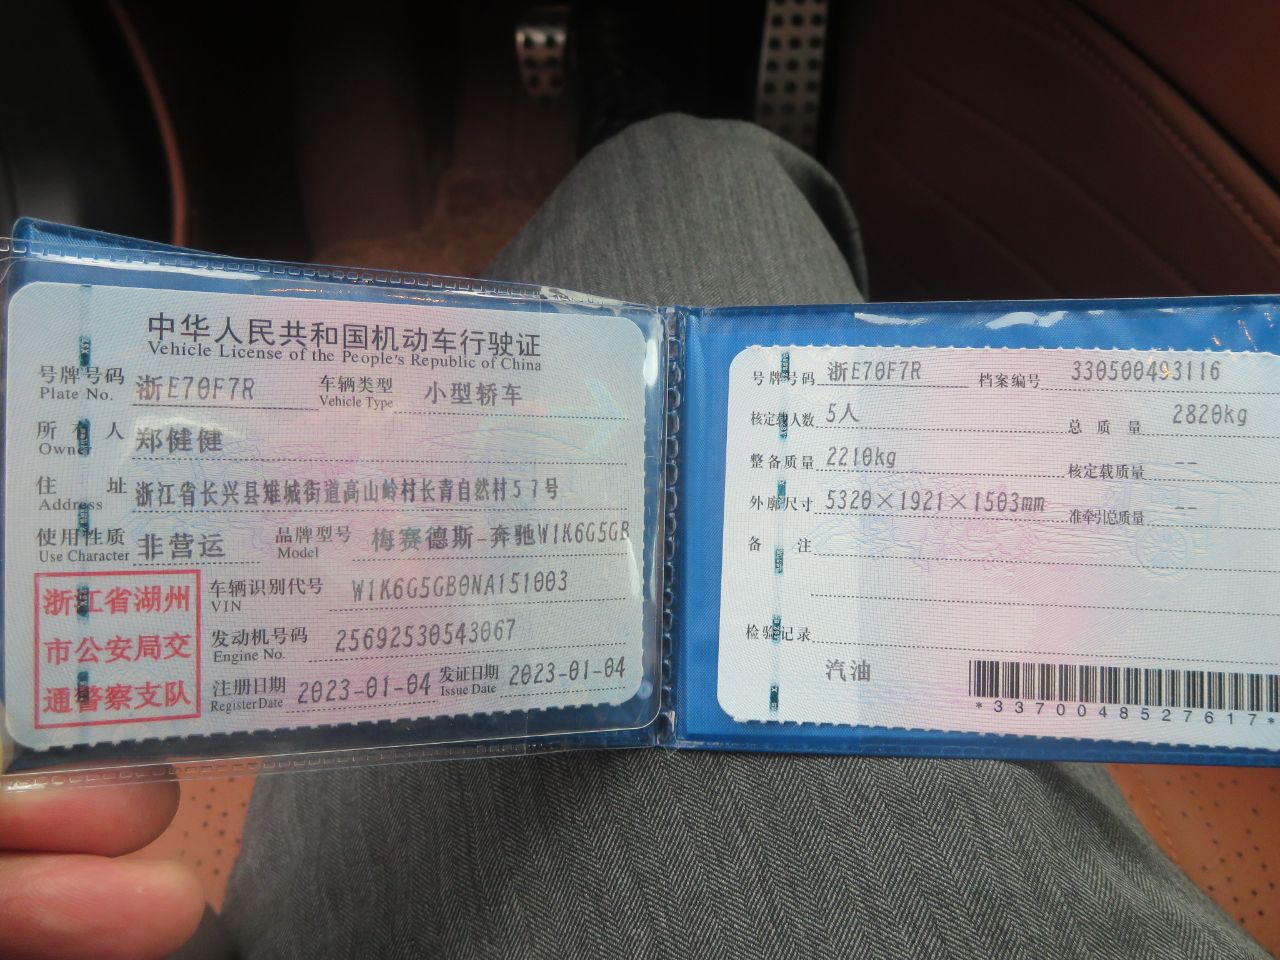 中华人民共和国机动车行驶证
Vehicle License of the People's Republic of China
号牌号码 浙E70F7R 车辆类型 小型轿车
Plate No. Vehicle Type
所有人 郑健健
Owner
住址 浙江省长兴县雉城街道高山岭村长青自然村57号
Address
使用性质 非营运 品牌型号 梅赛德斯-奔驰W1K6G5GB
Use Character Model
浙江省湖州
市公安局交
通警察支队
车辆识别代号 W1K6G5GB0NA151003
VIN
发动机号码 25692530543067
Engine No.
注册日期 2023-01-04 发证日期 2023-01-04
Register Date Issue Date
号牌号码 浙E70F7R 档案编号 330500493116
核定载人数 5人 总质量 2820kg
整备质量 2210kg 核定载质量 --
外廓尺寸 5320×1921×1503mm 准牵引总质量 --
备注
检验记录
汽油
*3370048527617*